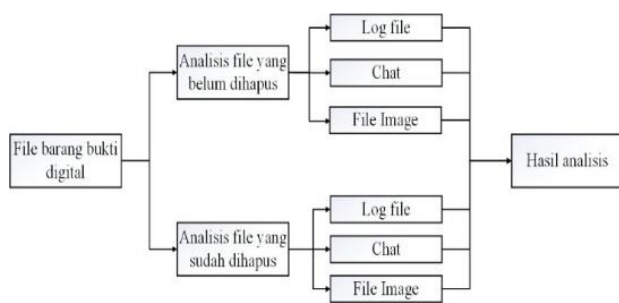 File barang bukti
digital
Analisis file yang
belum dihapus
Log file
Chat
File Image
Analisis file yang
sudah dihapus
Log file
Chat
File Image
Hasil analisis